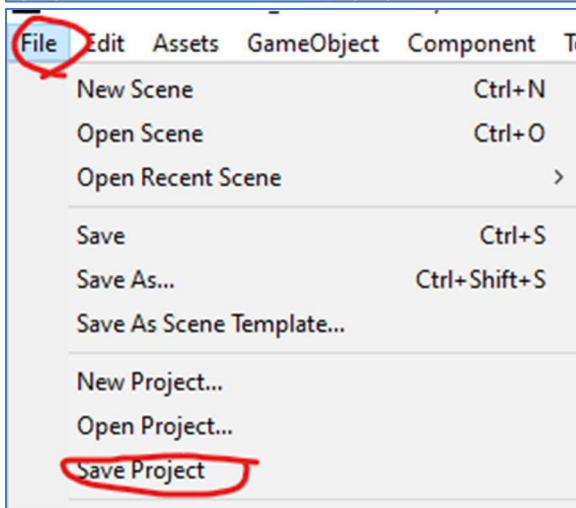 File Edit Assets GameObject Component
New Scene Ctrl+N
Open Scene Ctrl+O
Open Recent Scene >
Save Ctrl+S
Save As... Ctrl+Shift+S
Save As Scene Template...
New Project...
Open Project...
Save Project